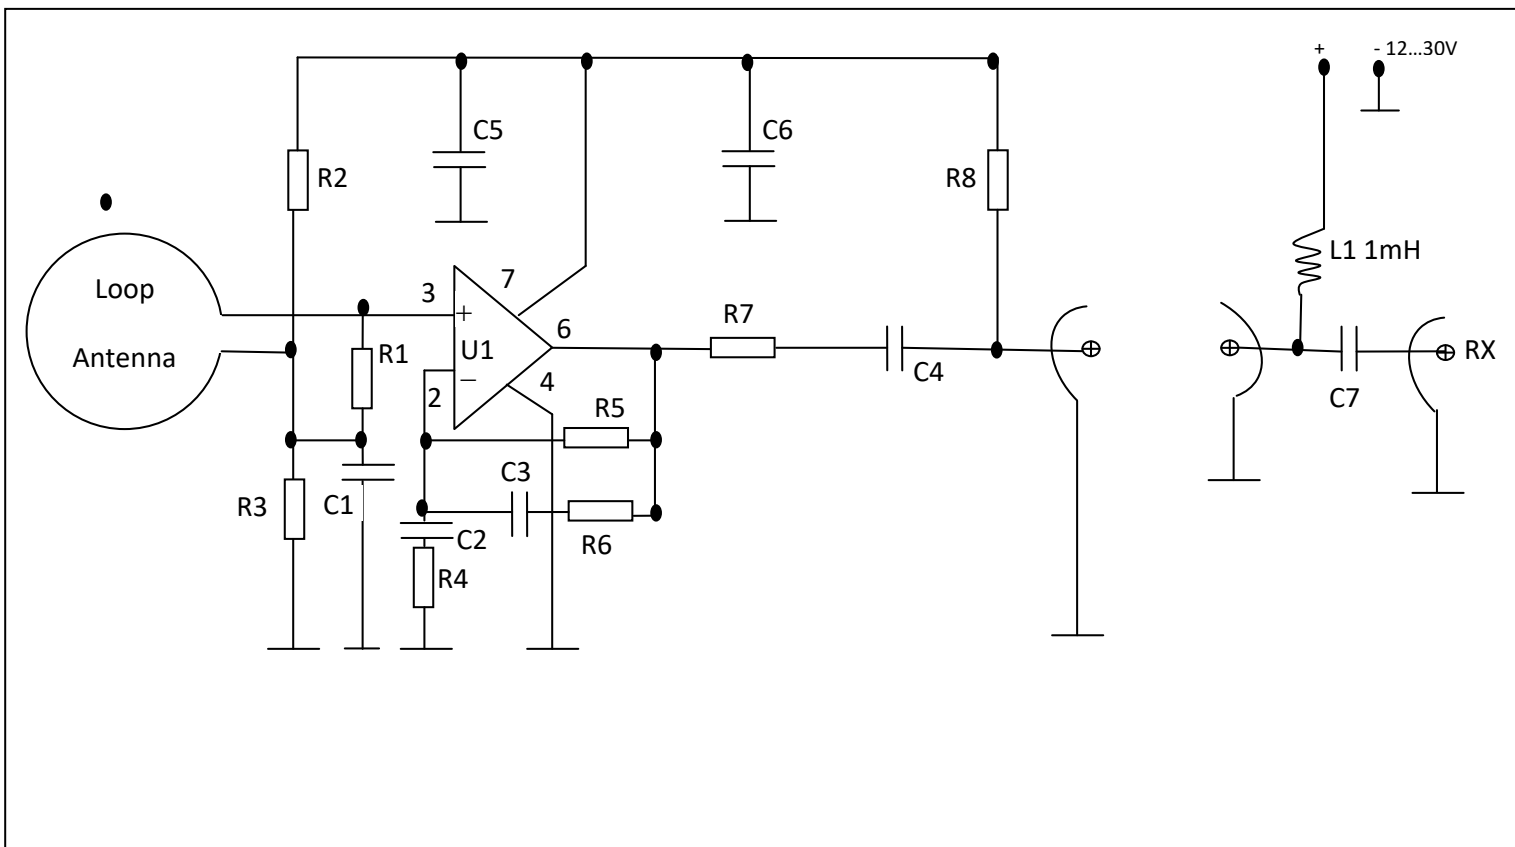 +
- 12...30V
C5
C6
R2
R8
Loop
Antenna
L1 1mH
7
3
+
R7
6
U1
R1
RX
4
−
C4
2
C7
R5
C3
R3
C1
C2
R6
R4